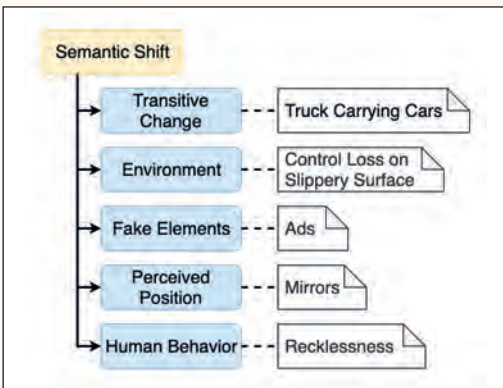 Semantic Shift
Transitive
Change
Truck Carrying Cars
Environment
Control Loss on
Slippery Surface
Fake Elements
Ads
Perceived
Position
Mirrors
Human Behavior
Recklessness